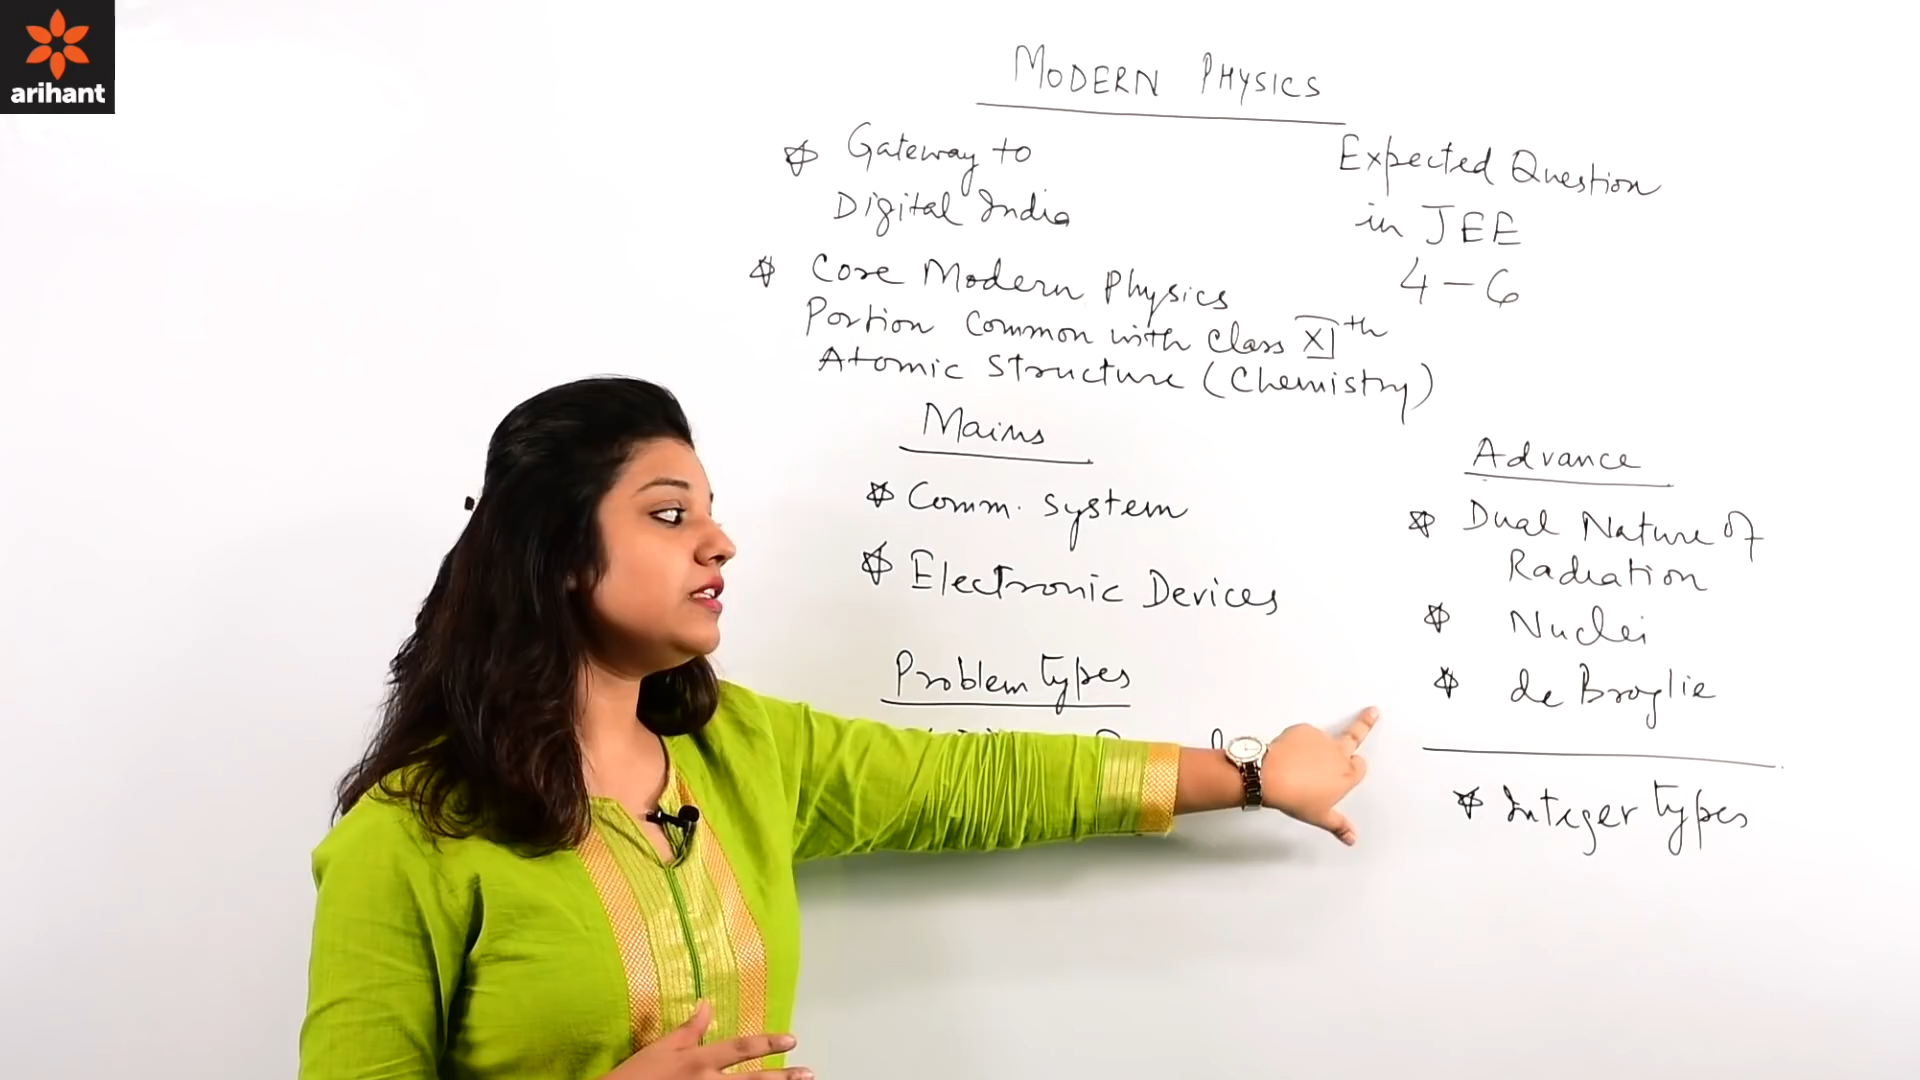 arihant
MODERN PHYSICS
Gateway to
Digital India
Expected Question
in JEE
4-6
Core Modern Physics
Portion Common with Class XIth
Atomic Structure (Chemistry)
Mains
Comm. System
Electronic Devices
Problem types
Advance
Dual Nature of
Radiation
Nuclei
de Broglie
Integer types